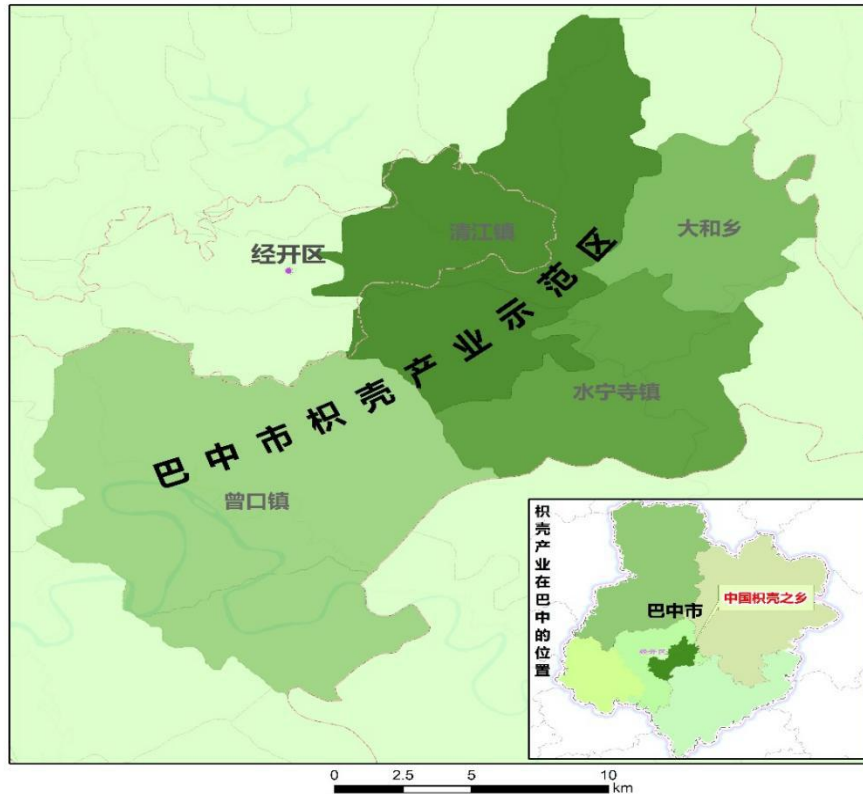 清江镇
大和乡
经开区
巴中市枳壳产业示范区
水宁寺镇
曾口镇
枳壳产业在巴中的位置
中国枳壳之乡
巴中市
0 2.5 5 10
km